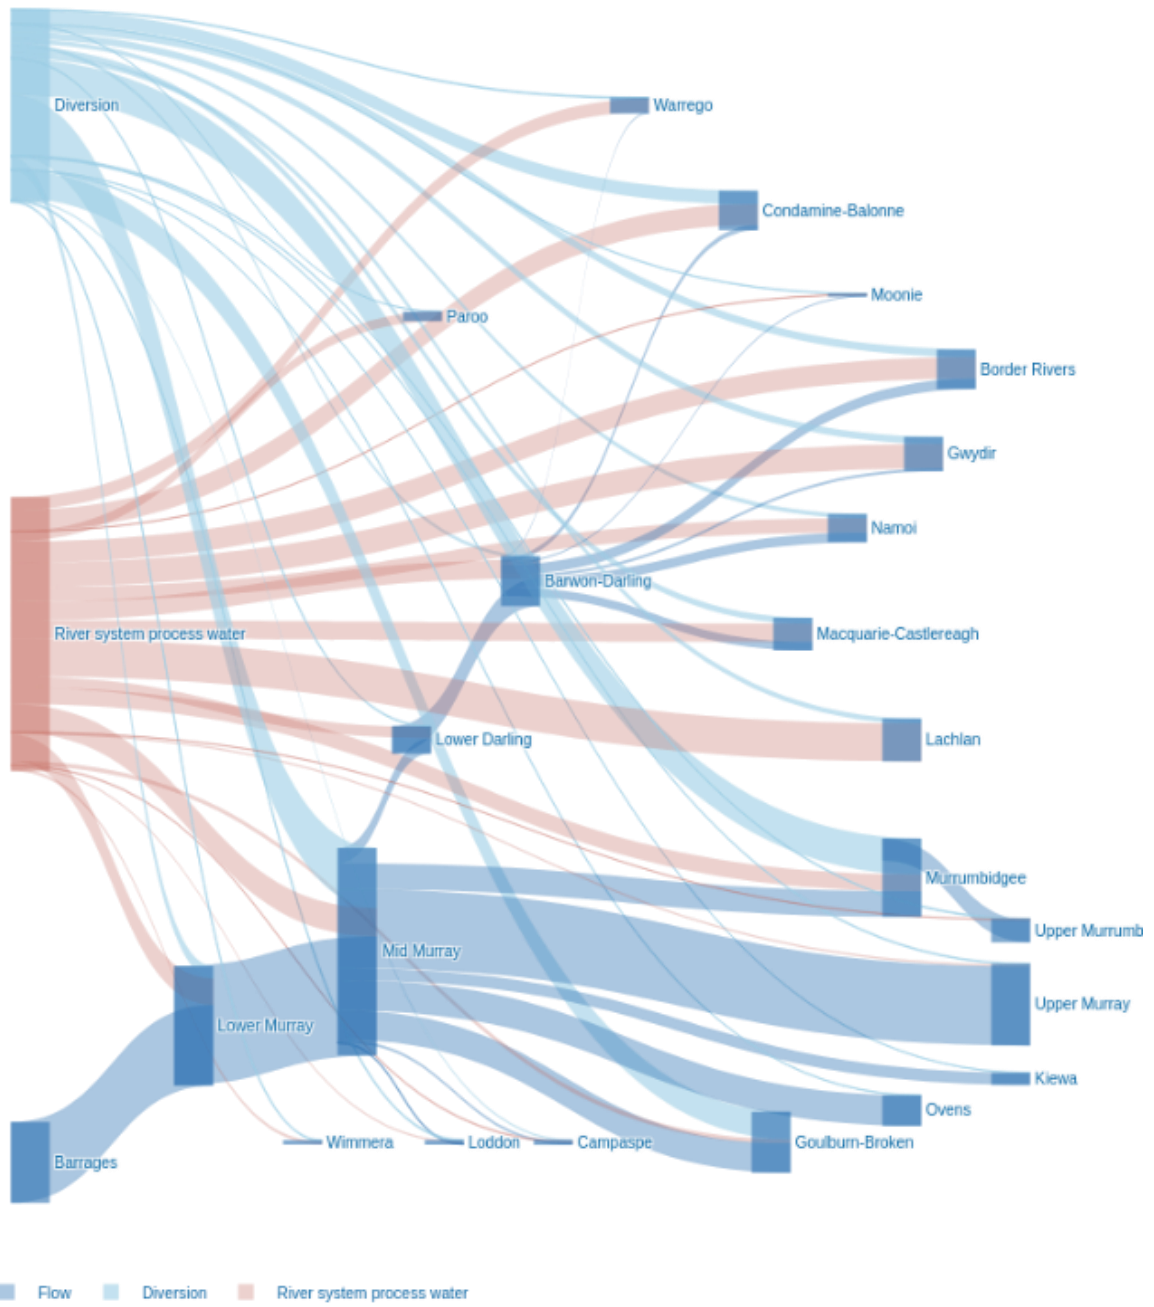 Diversion
Warrego
Condamine-Balonne
Moonie
Paroo
Border Rivers
Gwydir
Namoi
Barwon-Darling
River system process water
Macquarie-Castlereagh
Lower Darling
Lachlan
Murrumbidgee
Upper Murrumb
Mid Murray
Upper Murray
Lower Murray
Kiewa
Ovens
Wimmera
Loddon
Campaspe
Goulburn-Broken
Barrages
Flow
Diversion
River system process water